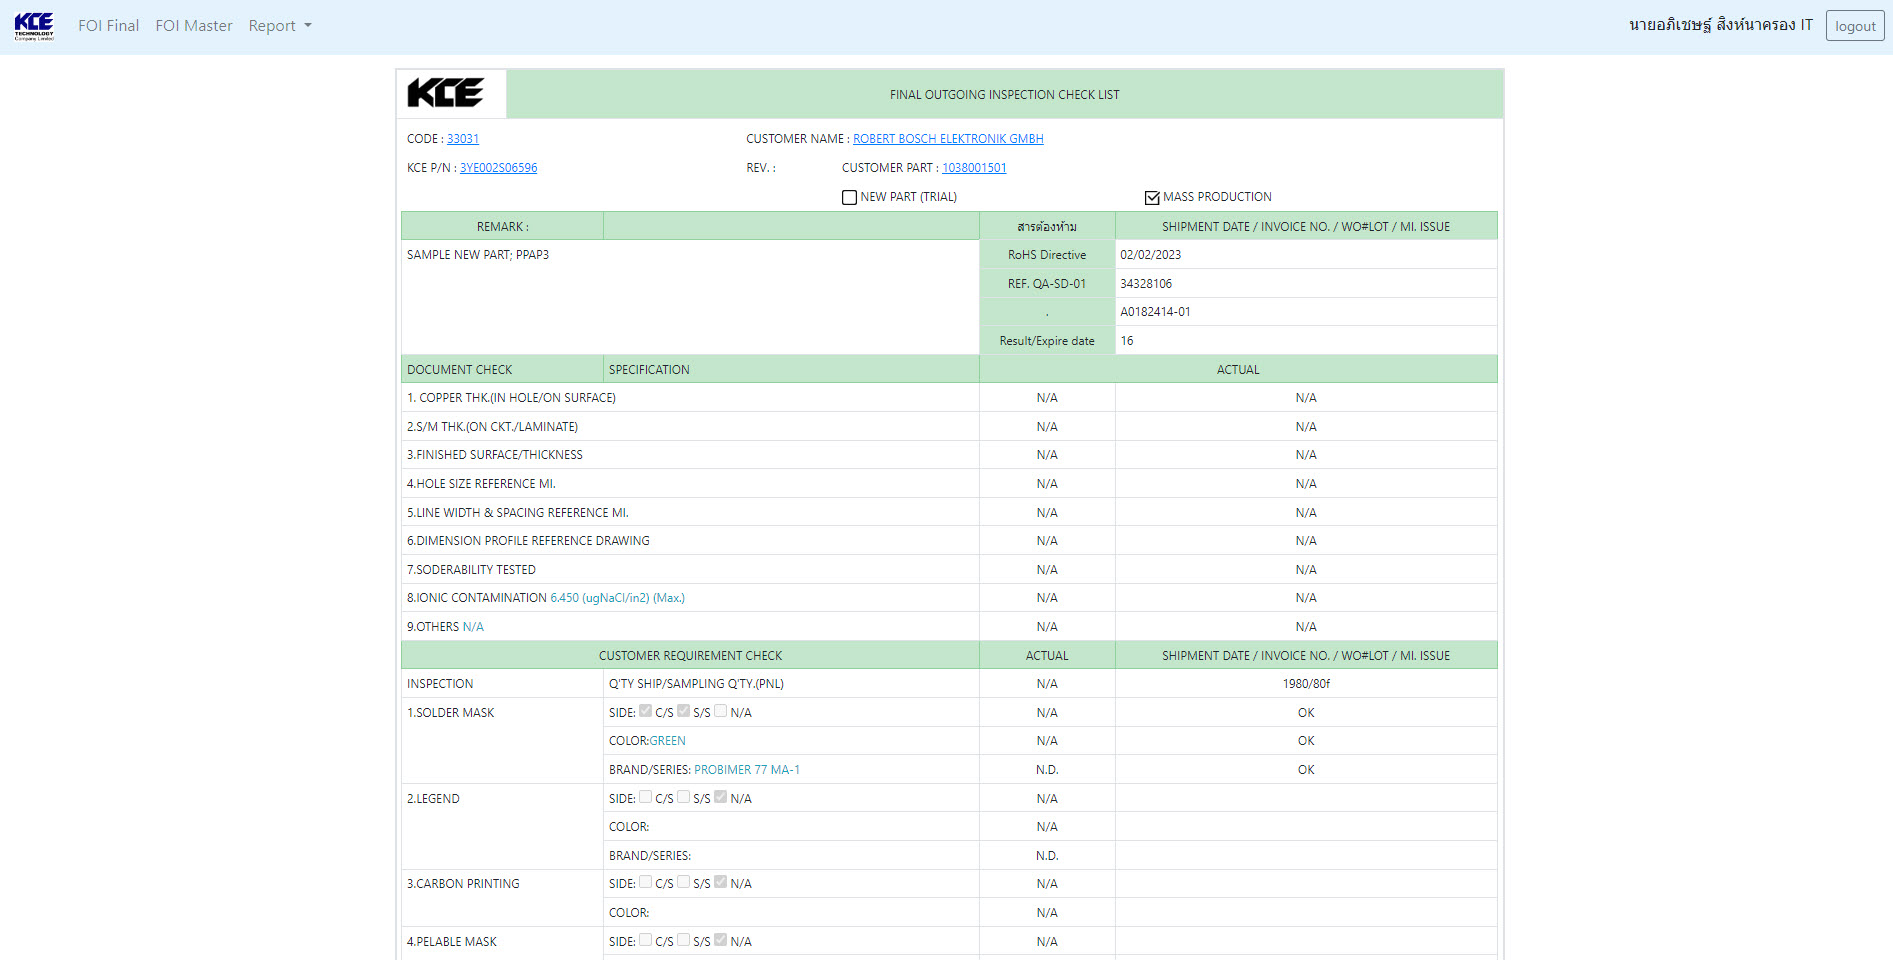 KCE
TECHNOLOGY
Company Limited
FOI Final FOI Master Report
นายอภิเชษฐ์ สิงห์นาครอง IT logout
KCE
FINAL OUTGOING INSPECTION CHECK LIST
CODE : 33031 CUSTOMER NAME : ROBERT BOSCH ELEKTRONIK GMBH
KCE P/N : 3YE002S06596 REV. : CUSTOMER PART : 1038001501
NEW PART (TRIAL) MASS PRODUCTION
REMARK : สารต้องห้าม SHIPMENT DATE / INVOICE NO. / WO#LOT / MI. ISSUE
SAMPLE NEW PART; PPAP3 RoHS Directive 02/02/2023
REF. QA-SD-01 34328106
. A0182414-01
Result/Expire date 16
DOCUMENT CHECK SPECIFICATION ACTUAL
1. COPPER THK.(IN HOLE/ON SURFACE) N/A N/A
2.S/M THK.(ON CKT./LAMINATE) N/A N/A
3.FINISHED SURFACE/THICKNESS N/A N/A
4.HOLE SIZE REFERENCE MI. N/A N/A
5.LINE WIDTH & SPACING REFERENCE MI. N/A N/A
6.DIMENSION PROFILE REFERENCE DRAWING N/A N/A
7.SODERABILITY TESTED N/A N/A
8.IONIC CONTAMINATION 6.450 (ugNaCl/in2) (Max.) N/A N/A
9.OTHERS N/A N/A N/A
CUSTOMER REQUIREMENT CHECK ACTUAL SHIPMENT DATE / INVOICE NO. / WO#LOT / MI. ISSUE
INSPECTION Q'TY SHIP/SAMPLING Q'TY.(PNL) N/A 1980/80f
1.SOLDER MASK SIDE: C/S S/S N/A N/A OK
COLOR:GREEN N/A OK
BRAND/SERIES: PROBIMER 77 MA-1 N.D. OK
2.LEGEND SIDE: C/S S/S N/A N/A
COLOR: N/A
BRAND/SERIES: N.D.
3.CARBON PRINTING SIDE: C/S S/S N/A N/A
COLOR: N/A
4.PELABLE MASK SIDE: C/S S/S N/A N/A